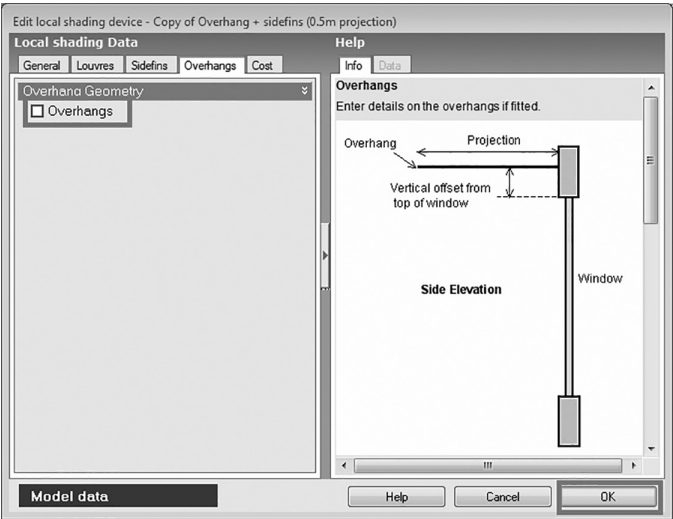 Edit local shading device - Copy of Overhang + sidefins (0.5m projection)
Local shading Data
General Louvres Sidefins Overhangs Cost
Overhang Geometry
Overhangs
Help
Info Data
Overhangs
Enter details on the overhangs if fitted.
Overhang
Projection
Vertical offset from
top of window
Window
Side Elevation
Model data
Help Cancel OK